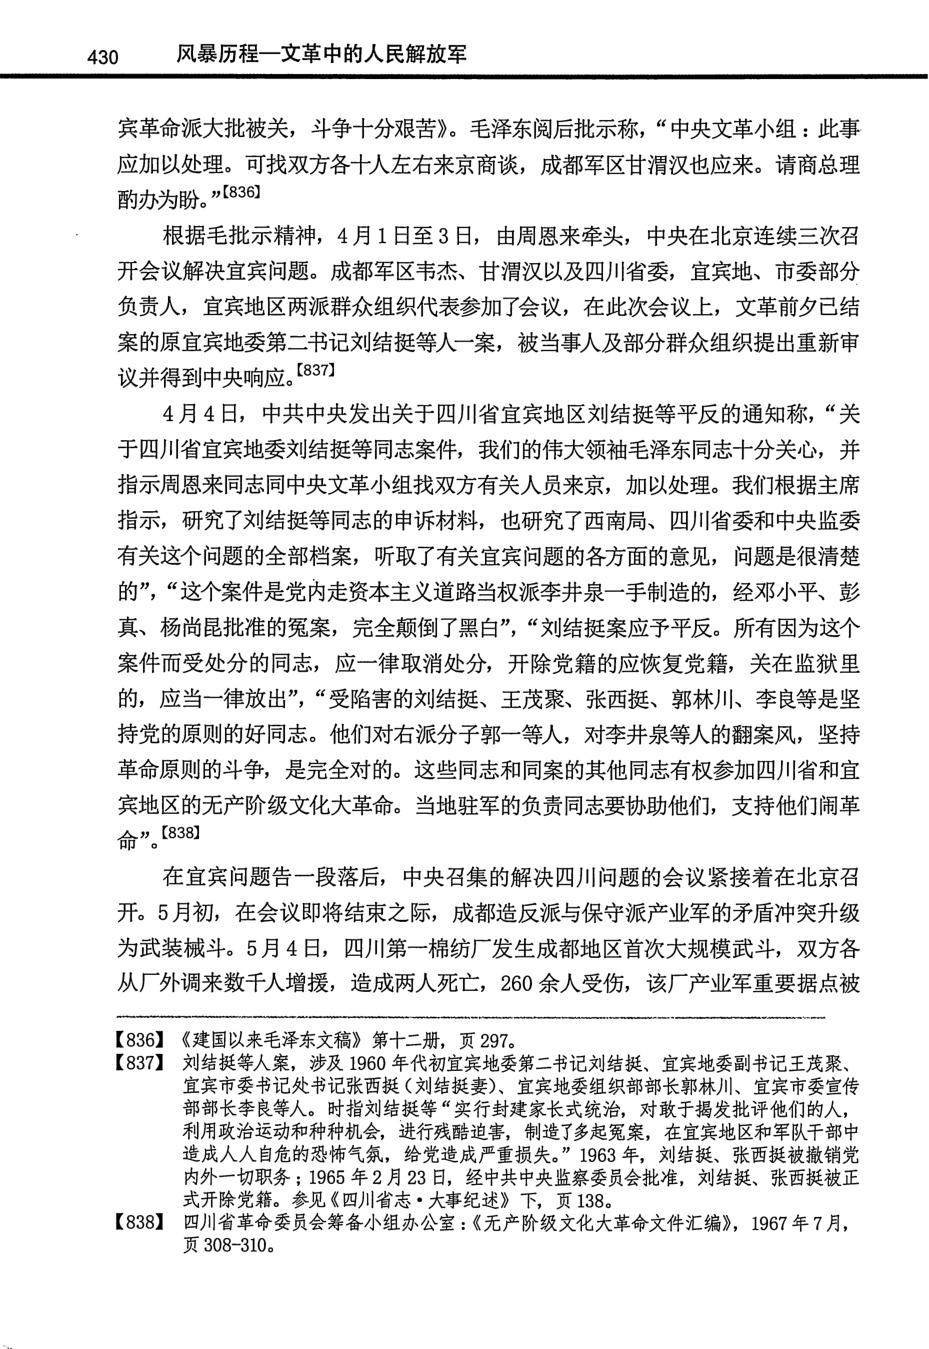 430 风暴历程—文革中的人民解放军
宾革命派大批被关，斗争十分艰苦》。毛泽东阅后批示称，“中央文革小组：此事
应加以处理。可找双方各十人左右来京商谈，成都军区甘渭汉也应来。请商总理
酌办为盼。”【836】
根据毛批示精神，4月1日至3日，由周恩来牵头，中央在北京连续三次召
开会议解决宜宾问题。成都军区韦杰、甘渭汉以及四川省委，宜宾地、市委部分
负责人，宜宾地区两派群众组织代表参加了会议，在此次会议上，文革前夕已结
案的原宜宾地委第二书记刘结挺等人一案，被当事人及部分群众组织提出重新审
议并得到中央响应。【837】
4月4日，中共中央发出关于四川省宜宾地区刘结挺等平反的通知称，“关
于四川省宜宾地委刘结挺等同志案件，我们的伟大领袖毛泽东同志十分关心，并
指示周恩来同志同中央文革小组找双方有关人员来京，加以处理。我们根据主席
指示，研究了刘结挺等同志的申诉材料，也研究了西南局、四川省委和中央监委
有关这个问题的全部档案，听取了有关宜宾问题的各方面的意见，问题是很清楚
的”，“这个案件是党内走资本主义道路当权派李井泉一手制造的，经邓小平、彭
真、杨尚昆批准的冤案，完全颠倒了黑白”，“刘结挺案应予平反。所有因为这个
案件而受处分的同志，应一律取消处分，开除党籍的应恢复党籍，关在监狱里
的，应当一律放出”，“受陷害的刘结挺、王茂聚、张西挺、郭林川、李良等是坚
持党的原则的好同志。他们对右派分子郭一等人，对李井泉等人的翻案风，坚持
革命原则的斗争，是完全对的。这些同志和同案的其他同志有权参加四川省和宜
宾地区的无产阶级文化大革命。当地驻军的负责同志要协助他们，支持他们闹革
命”。【838】
在宜宾问题告一段落后，中央召集的解决四川问题的会议紧接着在北京召
开。5月初，在会议即将结束之际，成都造反派与保守派产业军的矛盾冲突升级
为武装械斗。5月4日，四川第一棉纺厂发生成都地区首次大规模武斗，双方各
从厂外调来数千人增援，造成两人死亡，260余人受伤，该厂产业军重要据点被
【836】《建国以来毛泽东文稿》第十二册，页297。
【837】 刘结挺等人案，涉及1960年代初宜宾地委第二书记刘结挺、宜宾地委副书记王茂聚、
宜宾市委书记处书记张西挺（刘结挺妻）、宜宾地委组织部部长郭林川、宜宾市委宣传
部部长李良等人。时指刘结挺等“实行封建家长式统治，对敢于揭发批评他们的人，
利用政治运动和种种机会，进行残酷迫害，制造了多起冤案，在宜宾地区和军队干部中
造成人人自危的恐怖气氛，给党造成严重损失。”1963年，刘结挺、张西挺被撤销党
内外一切职务；1965年2月23日，经中共中央监察委员会批准，刘结挺、张西挺被正
式开除党籍。参见《四川省志·大事纪述》下，页138。
【838】 四川省革命委员会筹备小组办公室：《无产阶级文化大革命文件汇编》，1967年7月，
页308-310。